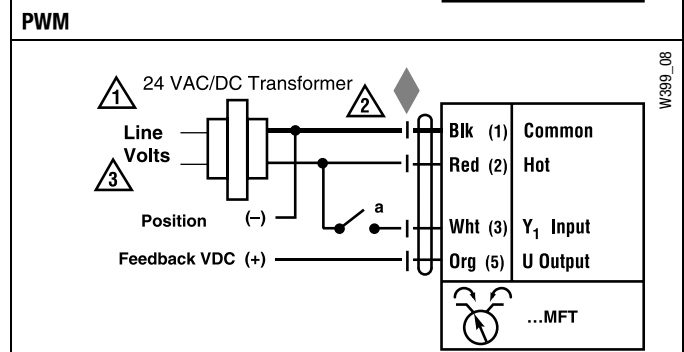 PWM
W399_08
1 24 VAC/DC Transformer 2
Line Volts
3
Blk (1) Common
Red (2) Hot
a
Position (–)
Wht (3) Y₁ Input
Feedback VDC (+)
Org (5) U Output
...MFT